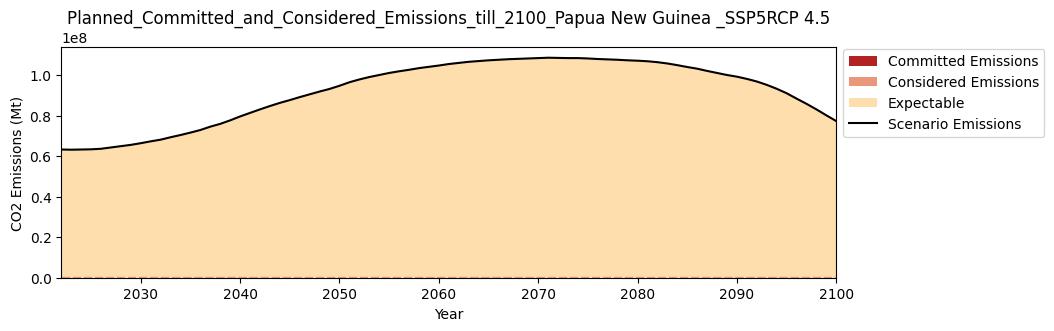 Planned_Committed_and_Considered_Emissions_till_2100_Papua New Guinea _SSP5RCP 4.5
1e8
1.0
0.8
0.6
0.4
0.2
0.0
CO2 Emissions (Mt)
2030 2040 2050 2060 2070 2080 2090 2100
Year
Committed Emissions
Considered Emissions
Expectable
Scenario Emissions